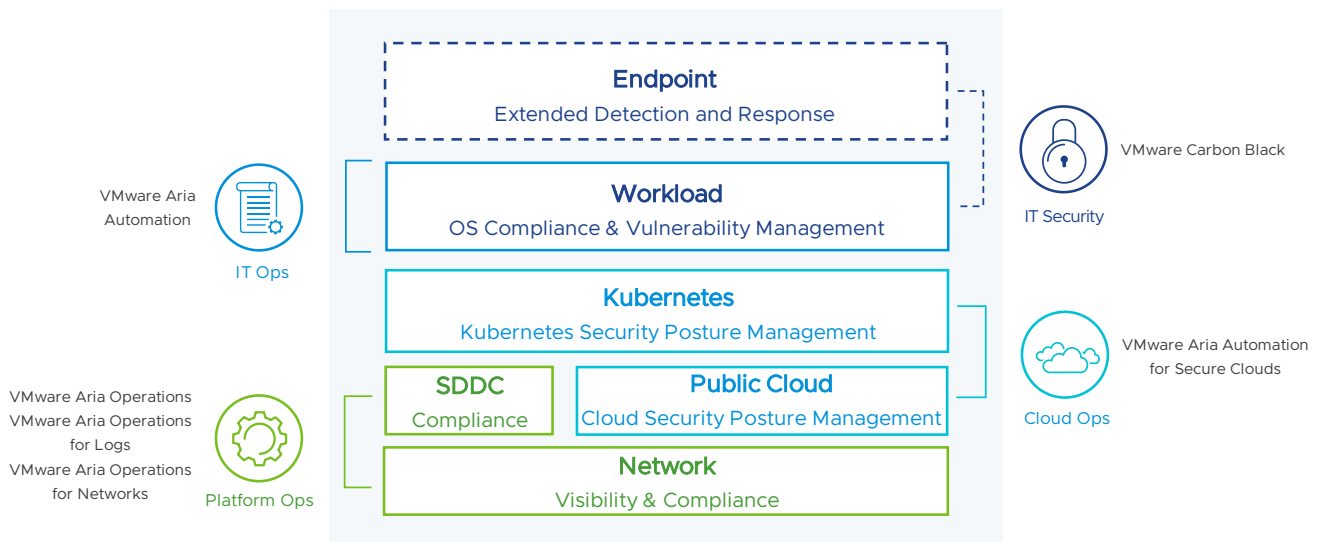 Endpoint
Extended Detection and Response
Workload
OS Compliance & Vulnerability Management
Kubernetes
Kubernetes Security Posture Management
SDDC
Compliance
Public Cloud
Cloud Security Posture Management
Network
Visibility & Compliance
VMware Aria
Automation
IT Ops
VMware Aria Operations
VMware Aria Operations
for Logs
VMware Aria Operations
for Networks
Platform Ops
VMware Carbon Black
IT Security
VMware Aria Automation
for Secure Clouds
Cloud Ops